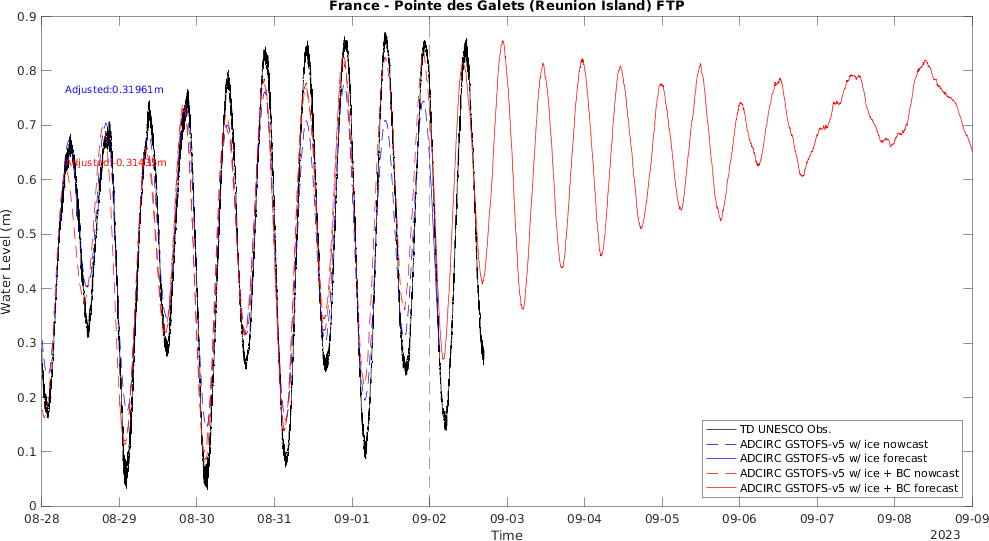 France - Pointe des Galets (Reunion Island) FTP
Water Level (m)
0.9
0.8
0.7
0.6
0.5
0.4
0.3
0.2
0.1
0
Adjusted:0.31961m
TD UNESCO Obs.
ADCIRC GSTOFS-v5 w/ ice nowcast
ADCIRC GSTOFS-v5 w/ ice forecast
ADCIRC GSTOFS-v5 w/ ice + BC nowcast
ADCIRC GSTOFS-v5 w/ ice + BC forecast
08-28 08-29 08-30 08-31 09-01 09-02 09-03 09-04 09-05 09-06 09-07 09-08 09-09
Time
2023